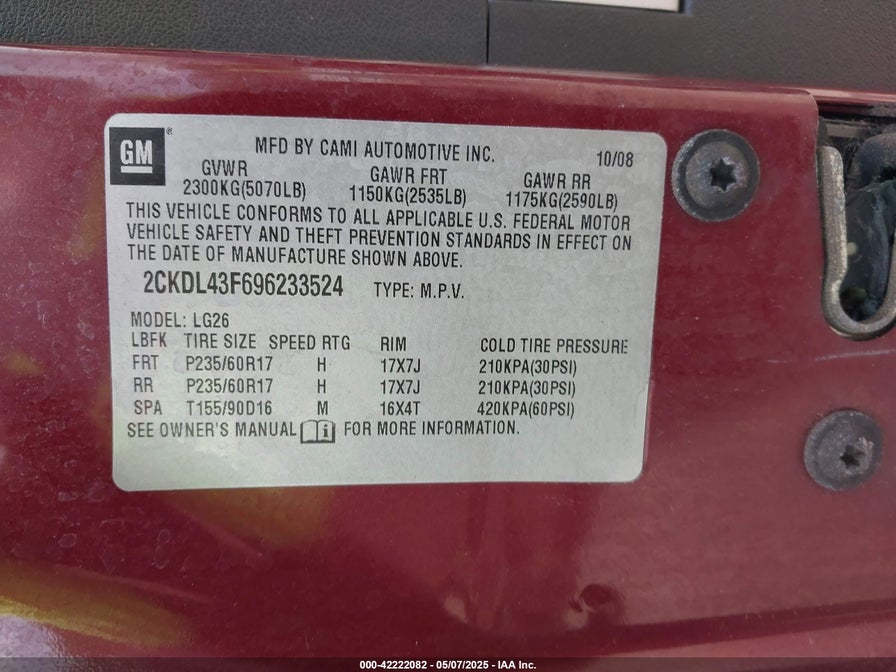 GM
MFD BY CAMI AUTOMOTIVE INC. 10/08
GVWR GAWR FRT GAWR RR
2300KG(5070LB) 1150KG(2535LB) 1175KG(2590LB)
THIS VEHICLE CONFORMS TO ALL APPLICABLE U.S. FEDERAL MOTOR
VEHICLE SAFETY AND THEFT PREVENTION STANDARDS IN EFFECT ON
THE DATE OF MANUFACTURE SHOWN ABOVE.
2CKDL43F696233524 TYPE: M.P.V.
MODEL: LG26
LBFK TIRE SIZE SPEED RTG RIM COLD TIRE PRESSURE
FRT P235/60R17 H 17X7J 210KPA(30PSI)
RR P235/60R17 H 17X7J 210KPA(30PSI)
SPA T155/90D16 M 16X4T 420KPA(60PSI)
SEE OWNER'S MANUAL i FOR MORE INFORMATION.
000-42222082 - 05/07/2025 - IAA Inc.